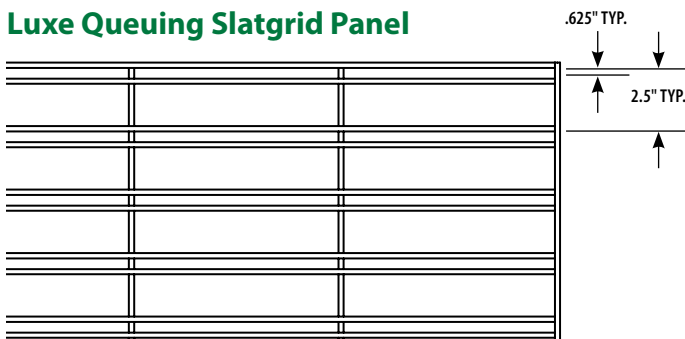 Luxe Queuing Slatgrid Panel
.625" TYP.
2.5" TYP.